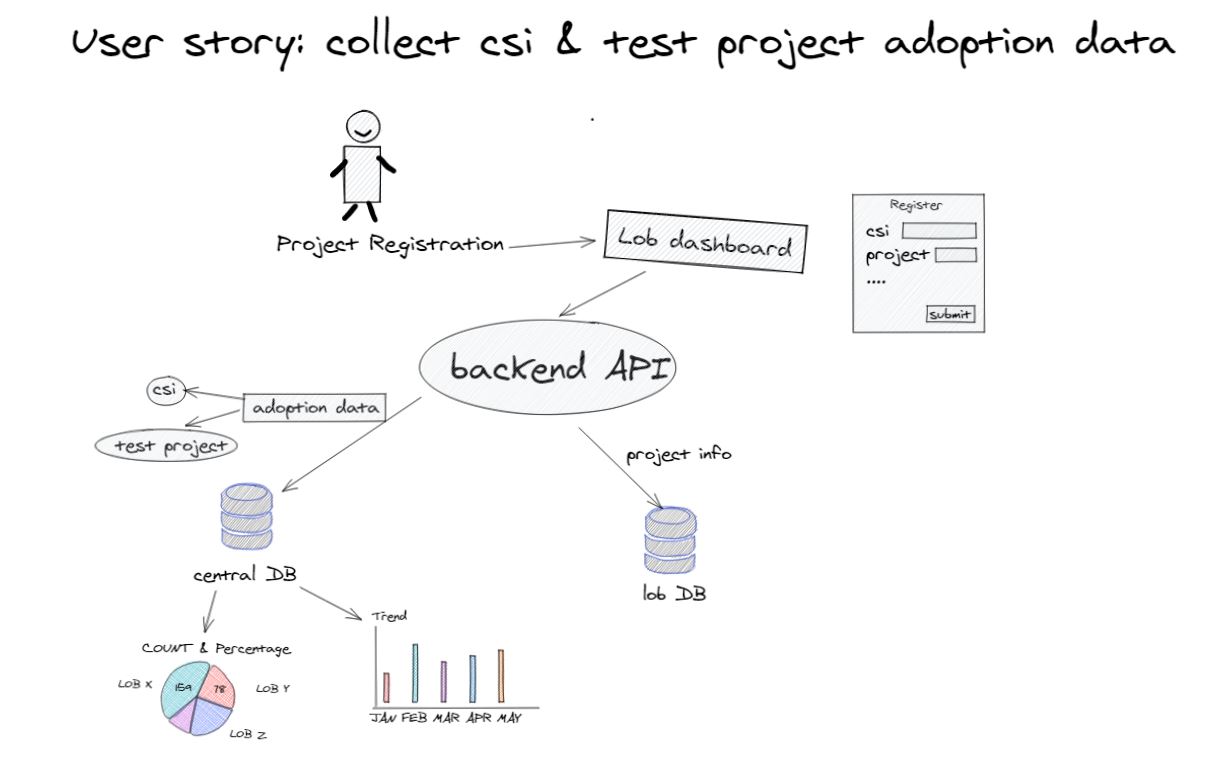 User story: collect csi & test project adoption data
Project Registration
Lob dashboard
Register
csi
project
....
submit
backend API
csi
adoption data
test project
project info
central DB
lob DB
Trend
COUNT & Percentage
LOB X
159
78
LOB Y
LOB Z
JAN FEB MAR APR MAY